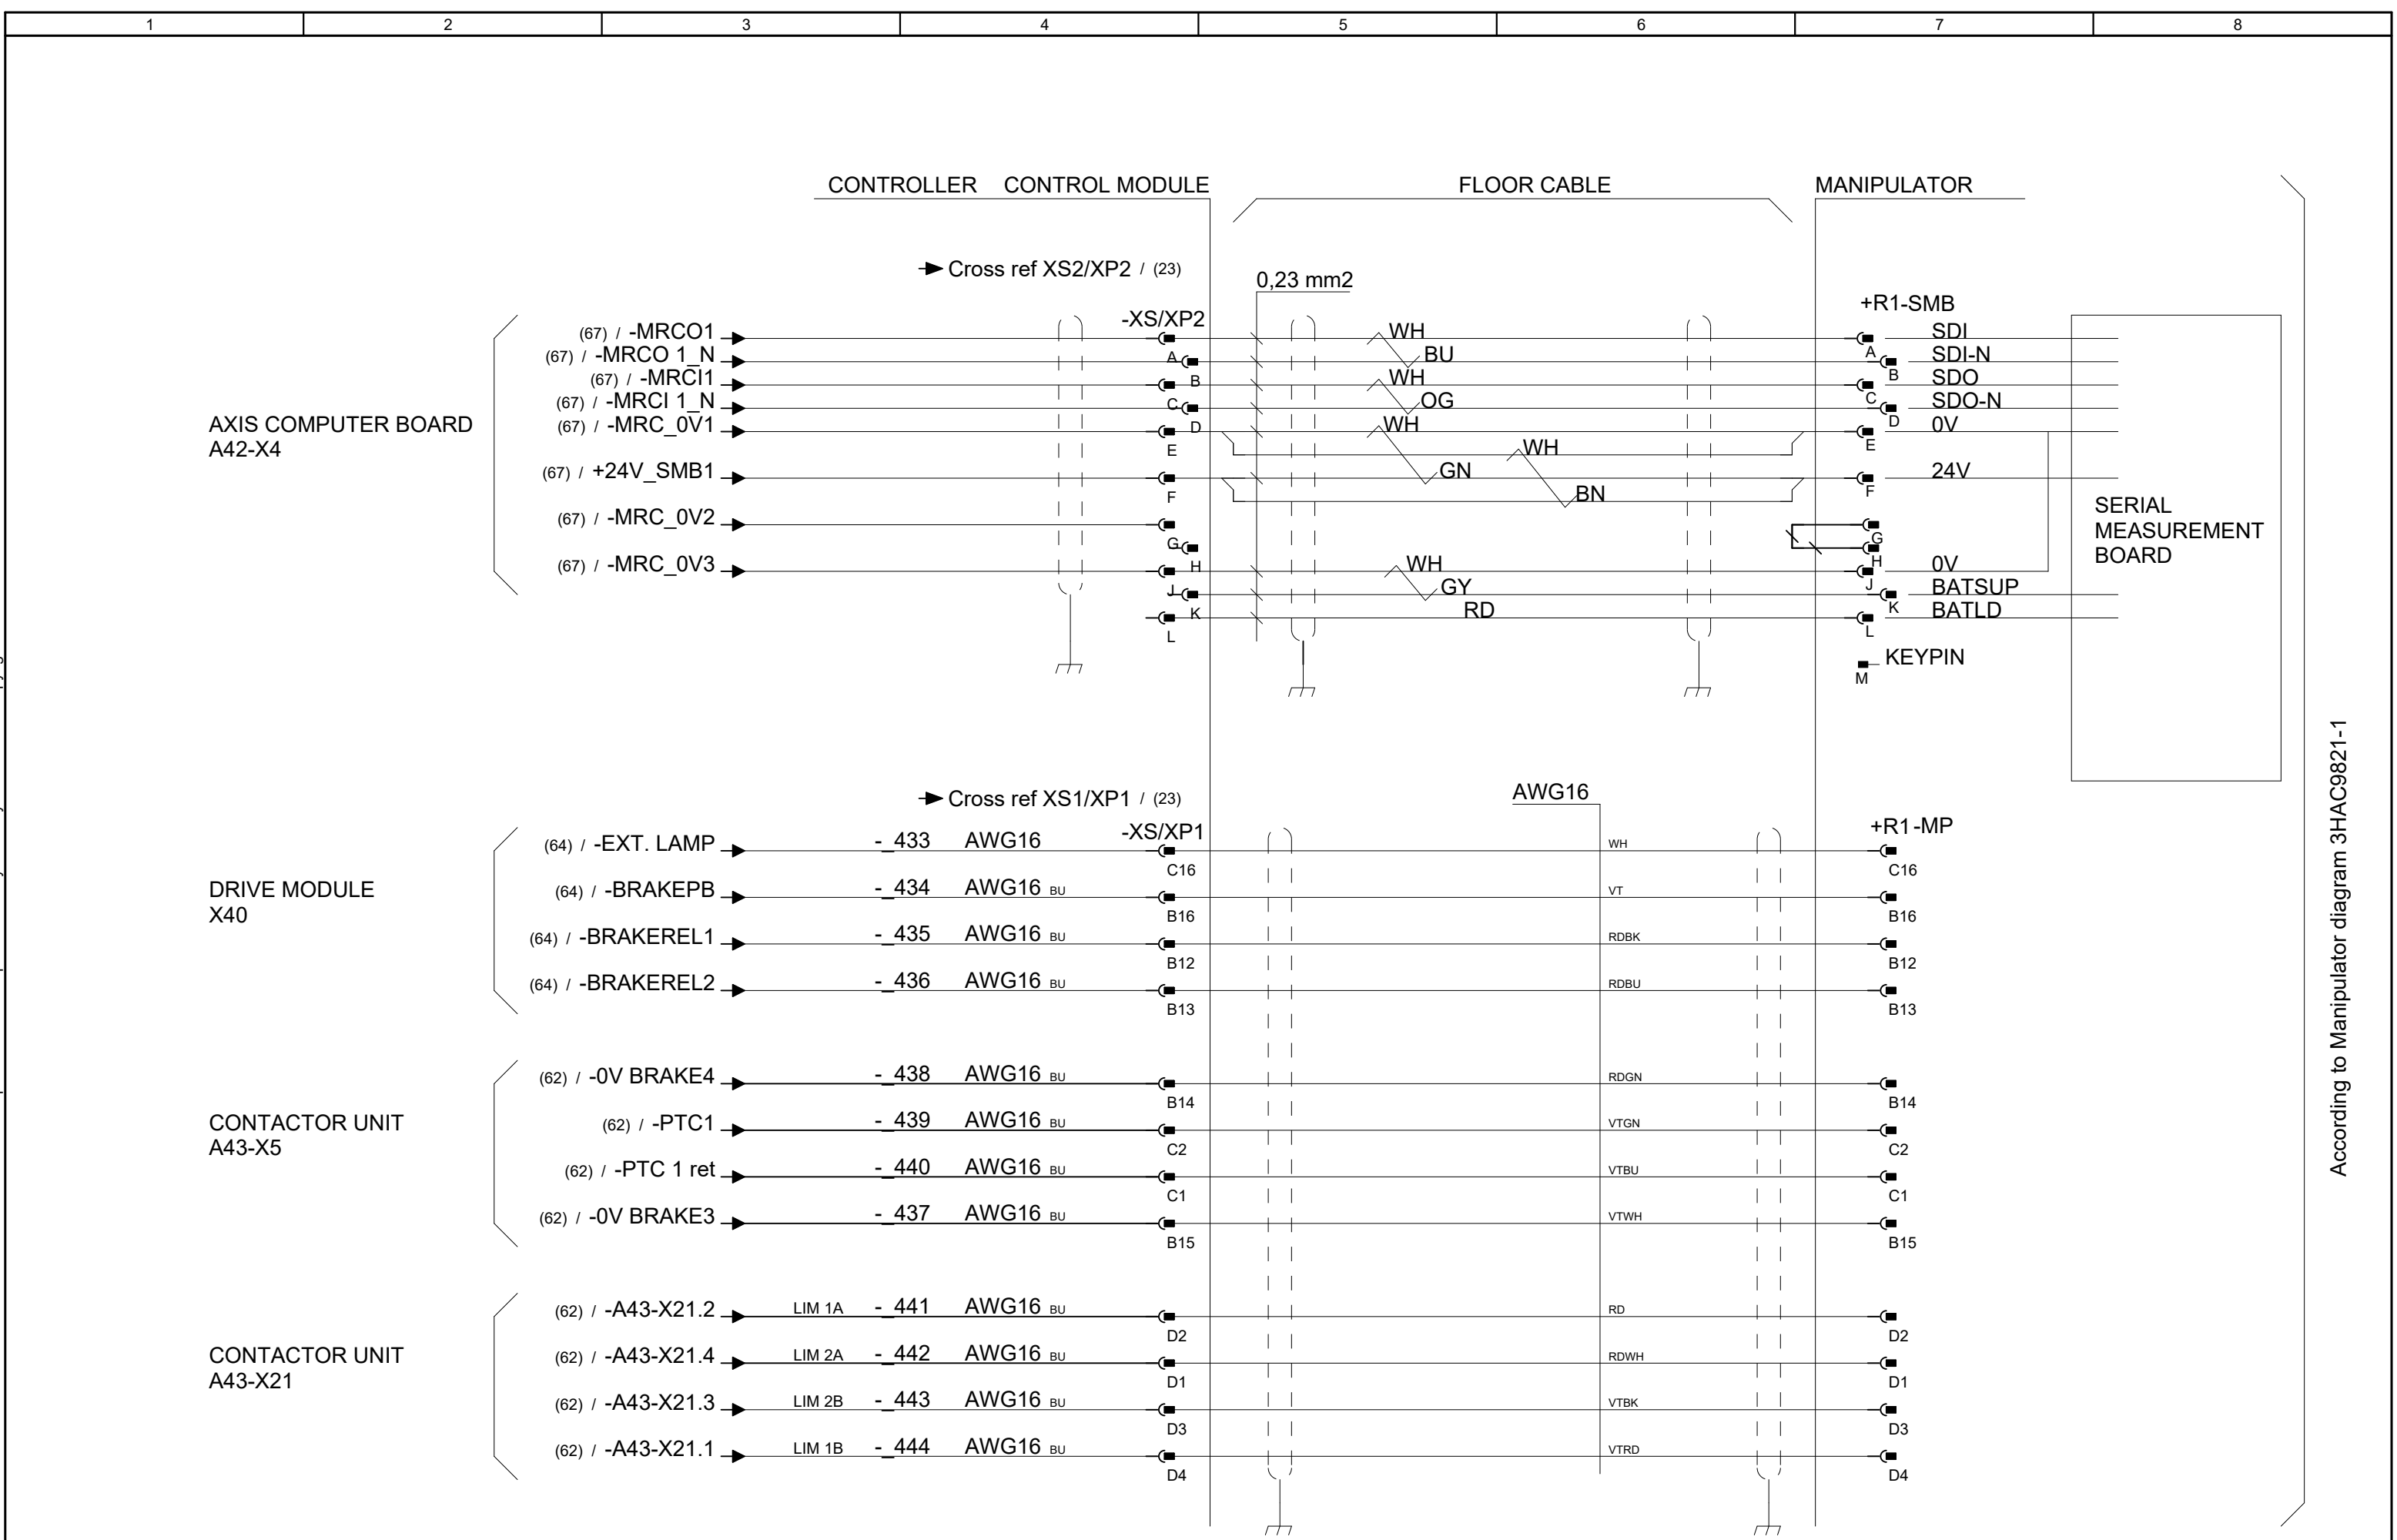 1 2 3 4 5 6 7 8
CONTROLLER CONTROL MODULE FLOOR CABLE MANIPULATOR
Cross ref XS2/XP2 / (23)
0,23 mm2
+R1-SMB
-XS/XP2
(67) / -MRCO1 WH SDI
A A
(67) / -MRCO 1_N BU SDI-N
B B
(67) / -MRCI1 WH SDO
C C
(67) / -MRCI 1_N OG SDO-N
D D
AXIS COMPUTER BOARD
A42-X4
(67) / -MRC_0V1 WH 0V
E WH E
(67) / +24V_SMB1 GN 24V
F BN F
SERIAL
MEASUREMENT
BOARD
(67) / -MRC_0V2
G G
H H
(67) / -MRC_0V3 WH 0V
J J
GY BATSUP
K K
RD BATLD
L L
KEYPIN
M
Cross ref XS1/XP1 / (23)
AWG16
-XS/XP1 +R1-MP
(64) / -EXT. LAMP -_433 AWG16 WH
C16 C16
DRIVE MODULE
X40
(64) / -BRAKEPB -_434 AWG16 BU VT
B16 B16
(64) / -BRAKEREL1 -_435 AWG16 BU RDBK
B12 B12
(64) / -BRAKEREL2 -_436 AWG16 BU RDBU
B13 B13
(62) / -0V BRAKE4 -_438 AWG16 BU RDGN
B14 B14
CONTACTOR UNIT
A43-X5
(62) / -PTC1 -_439 AWG16 BU VTGN
C2 C2
(62) / -PTC 1 ret -_440 AWG16 BU VTBU
C1 C1
(62) / -0V BRAKE3 -_437 AWG16 BU VTWH
B15 B15
(62) / -A43-X21.2 LIM 1A -_441 AWG16 BU RD
D2 D2
CONTACTOR UNIT
A43-X21
(62) / -A43-X21.4 LIM 2A -_442 AWG16 BU RDWH
D1 D1
(62) / -A43-X21.3 LIM 2B -_443 AWG16 BU VTBK
D3 D3
(62) / -A43-X21.1 LIM 1B -_444 AWG16 BU VTRD
D4 D4
According to Manipulator diagram 3HAC9821-1